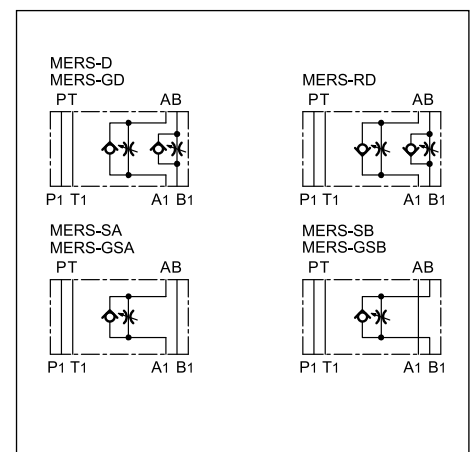 MERS-D
MERS-GD
PT AB
P1 T1 A1 B1
MERS-RD
PT AB
P1 T1 A1 B1
MERS-SA
MERS-GSA
PT AB
P1 T1 A1 B1
MERS-SB
MERS-GSB
PT AB
P1 T1 A1 B1